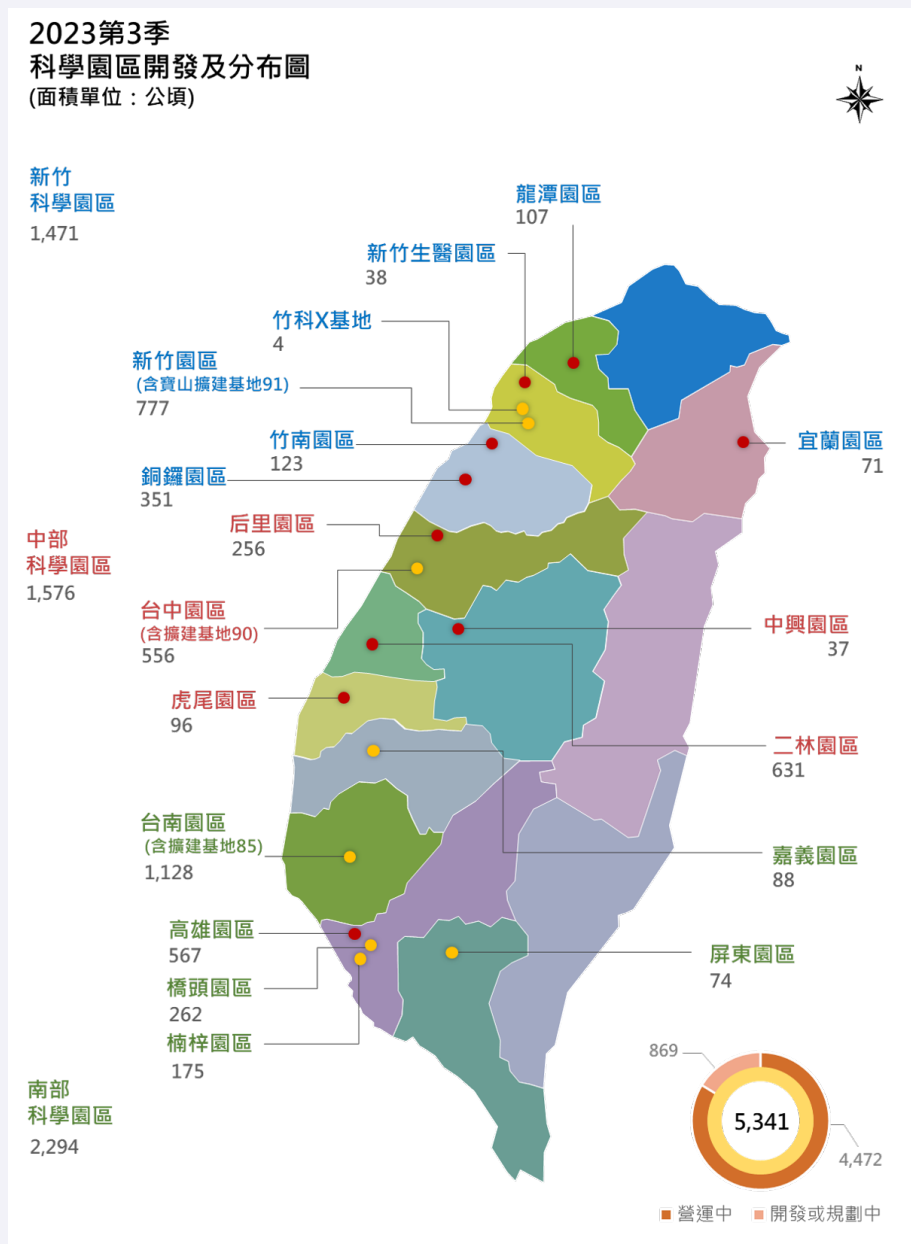 2023第3季
科學園區開發及分布圖
(面積單位：公頃)
N
新竹
科學園區
1,471
龍潭園區
107
新竹生醫園區
38
竹科X基地
4
新竹園區
(含寶山擴建基地91)
777
竹南園區
123
宜蘭園區
71
銅鑼園區
351
后里園區
256
中部
科學園區
1,576
台中園區
(含擴建基地90)
556
中興園區
37
虎尾園區
96
二林園區
631
台南園區
(含擴建基地85)
1,128
嘉義園區
88
高雄園區
567
屏東園區
74
橋頭園區
262
楠梓園區
175
南部
科學園區
2,294
869
5,341
4,472
營運中
開發或規劃中